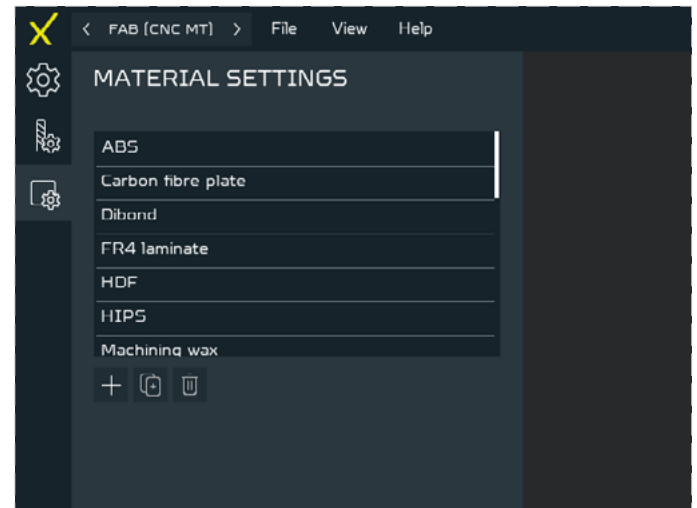 < FAB (CNC MT) > File View Help
MATERIAL SETTINGS
ABS
Carbon fibre plate
Dibond
FR4 laminate
HDF
HIPS
Machining wax